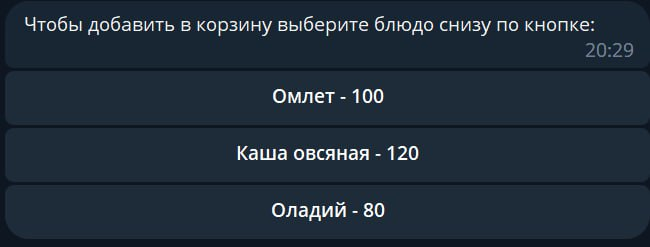 Чтобы добавить в корзину выберите блюдо снизу по кнопке:
20:29
Омлет - 100
Каша овсяная - 120
Оладий - 80